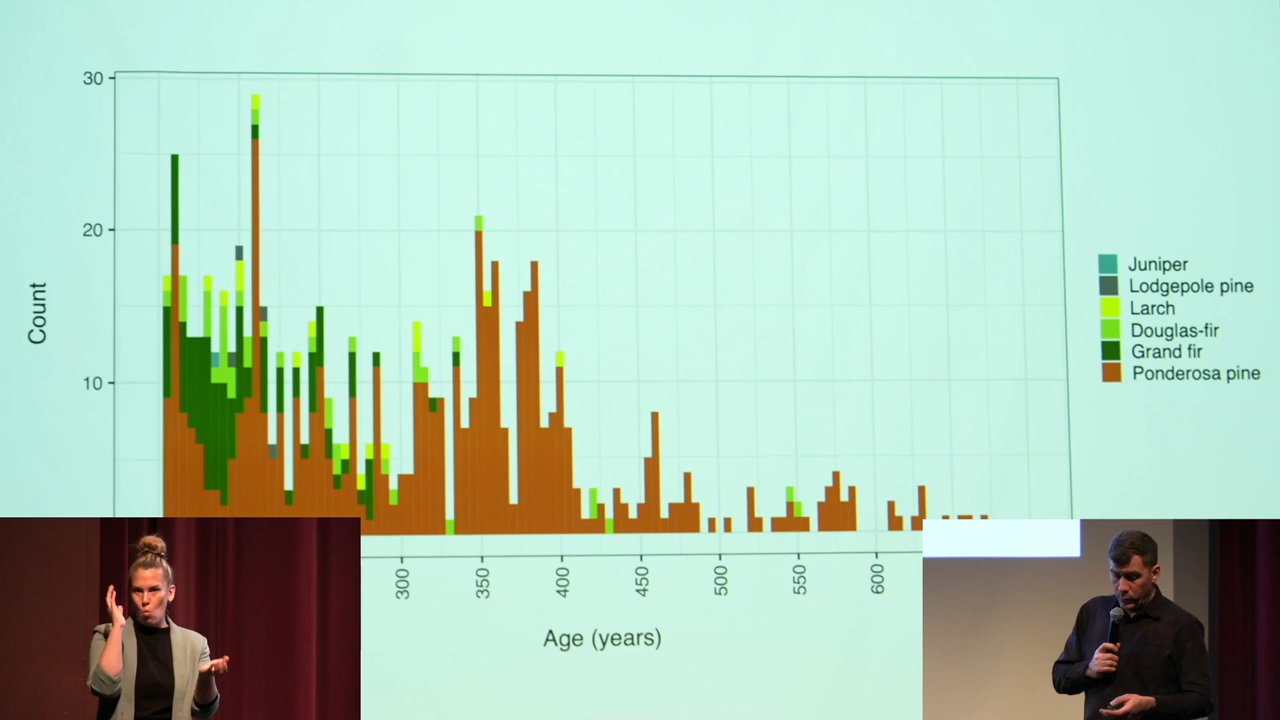 30
20
10
Count
300
350
400
450
500
550
600
Age (years)
Juniper
Lodgepole pine
Larch
Douglas-fir
Grand fir
Ponderosa pine